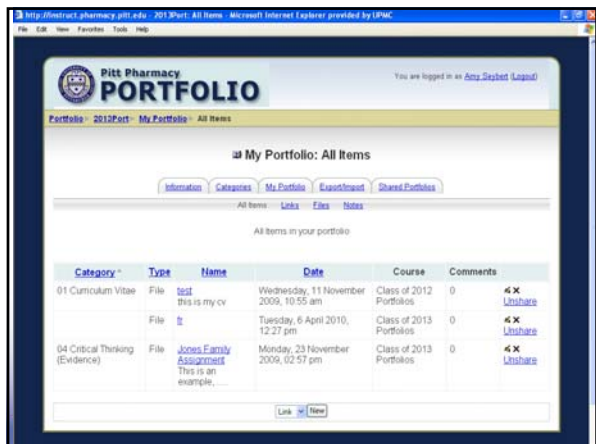 http://instruct.pharmacy.pitt.edu - 2013Port: All Items - Microsoft Internet Explorer provided by UPMC
File Edit View Favorites Tools Help
Pitt Pharmacy
PORTFOLIO
You are logged in as Amy Seybert (Logout)
Portfolio ► 2013Port ► My Portfolio ► All Items
My Portfolio: All Items
Information Categories My Portfolio Export/Import Shared Portfolios
All Items Links Files Notes
All items in your portfolio
Category Type Name Date Course Comments
01 Curriculum Vitae File test Wednesday, 11 November Class of 2012 0
this is my cv 2009, 10:55 am Portfolios Unshare
File Tuesday, 6 April 2010, Class of 2013 0
12:27 pm Portfolios Unshare
04 Critical Thinking File Jones Family Monday, 23 November Class of 2013 0
(Evidence) Assignment 2009, 02:57 pm Portfolios Unshare
This is an
example, ....
Link New